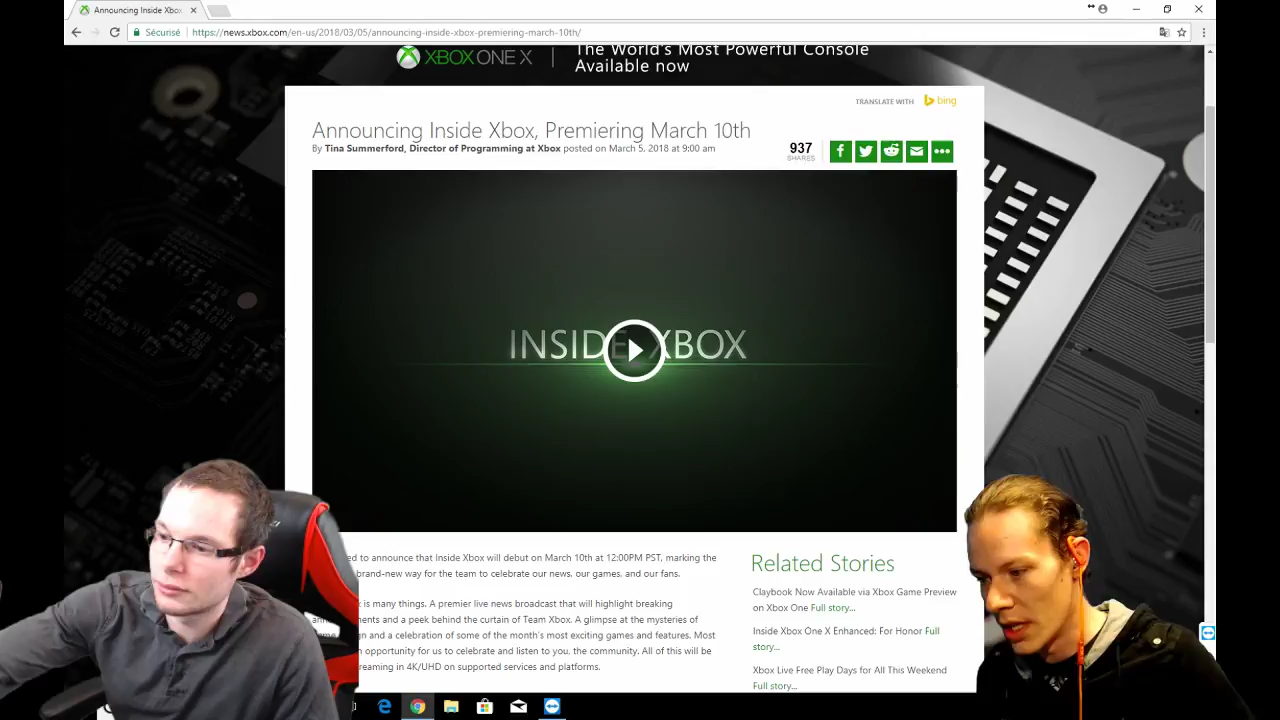 Announcing Inside Xbox
Sécurisé
https://news.xbox.com/en-us/2018/03/05/announcing-inside-xbox-premiering-march-10th/
XBOX ONE X
The World's Most Powerful Console
Available now
TRANSLATE WITH bing
Announcing Inside Xbox, Premiering March 10th
By Tina Summerford, Director of Programming at Xbox posted on March 5, 2018 at 9:00 am
937
SHARES
INSIDE XBOX
ed to announce that Inside Xbox will debut on March 10th at 12:00PM PST, marking the
brand-new way for the team to celebrate our news, our games, and our fans.
is many things. A premier live news broadcast that will highlight breaking
ents and a peek behind the curtain of Team Xbox. A glimpse at the mysteries of
gn and a celebration of some of the month's most exciting games and features. Most
n opportunity for us to celebrate and listen to you, the community. All of this will be
reaming in 4K/UHD on supported services and platforms.
Related Stories
Claybook Now Available via Xbox Game Preview
on Xbox One Full story...
Inside Xbox One X Enhanced: For Honor Full
story...
Xbox Live Free Play Days for All This Weekend
Full story...